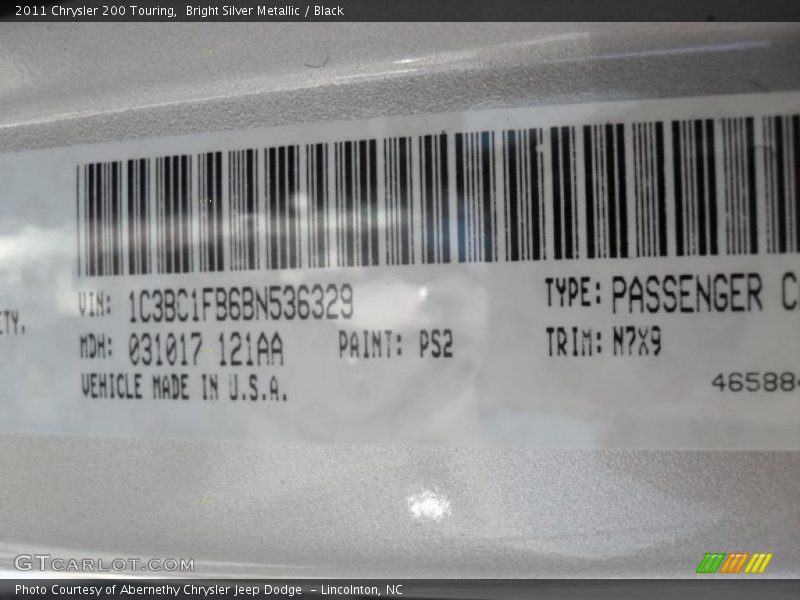 2011 Chrysler 200 Touring,  Bright Silver Metallic / Black
VIN: 1C3BC1FB6BN536329
TYPE: PASSENGER C
ETY.
MDH: 031017 121AA
PAINT: PS2
TRIM: N7X9
VEHICLE MADE IN U.S.A.
46588
GTCARLOT.COM
Photo Courtesy of Abernethy Chrysler Jeep Dodge  – Lincolnton, NC